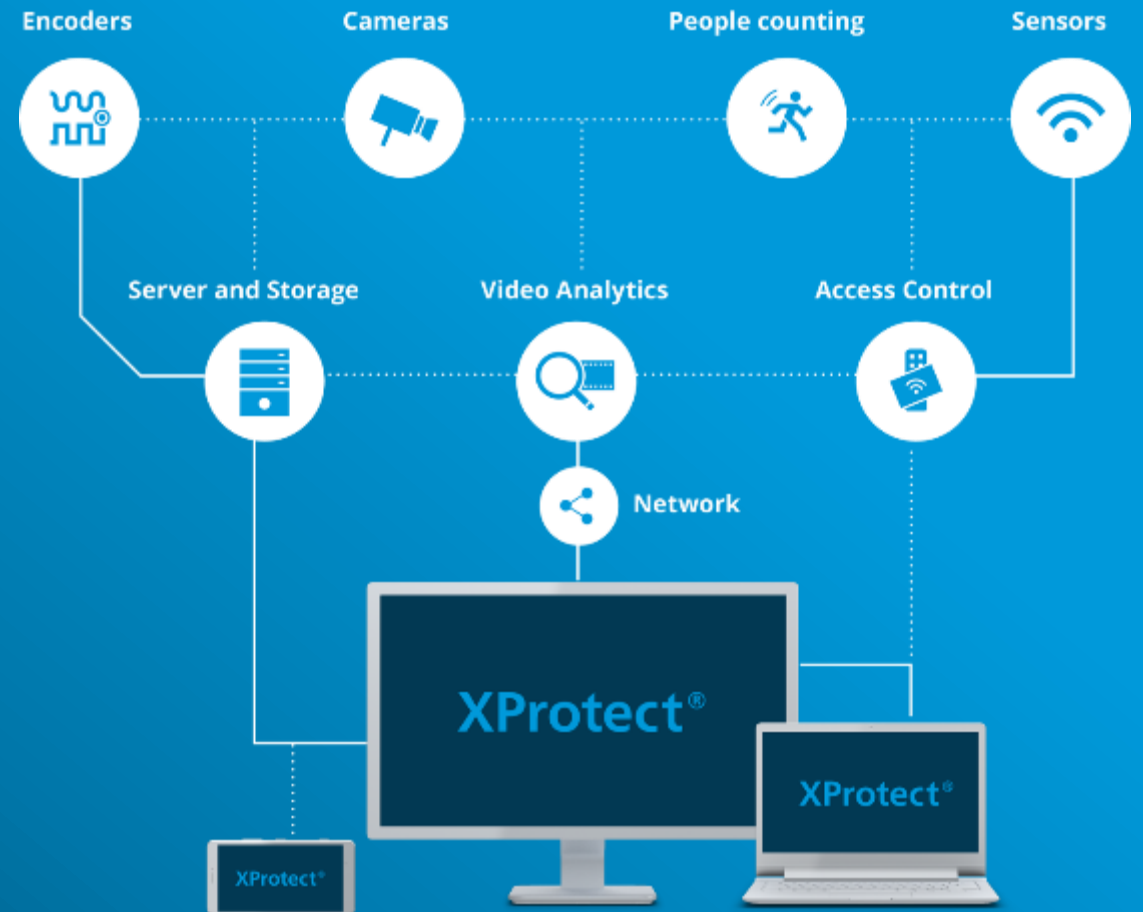 Encoders
Cameras
People counting
Sensors
Server and Storage
Video Analytics
Access Control
Network
XProtect®
XProtect®
XProtect®